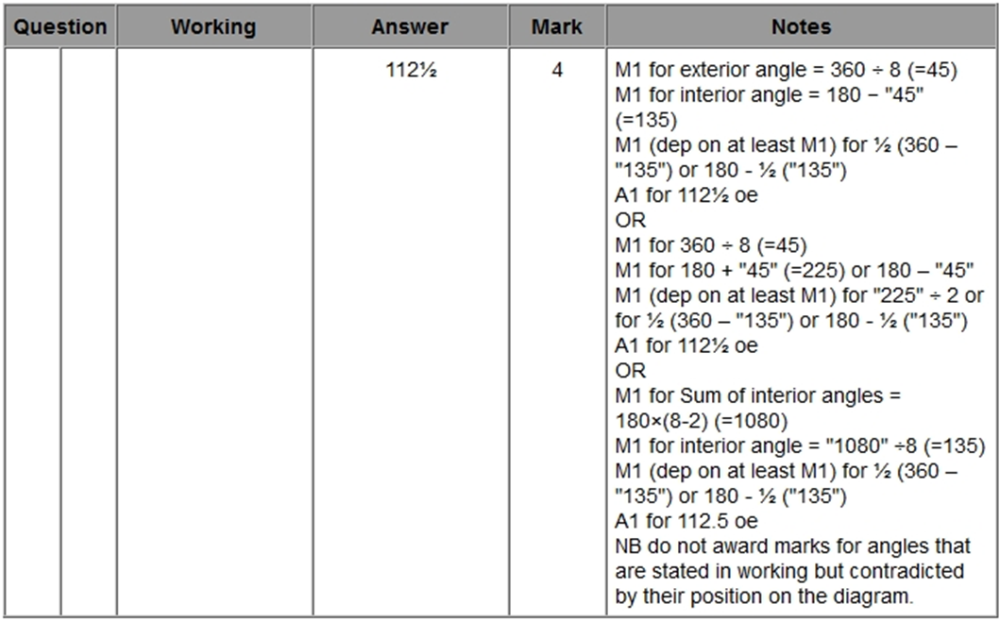 Question Working Answer Mark Notes
112½ 4 M1 for exterior angle = 360 ÷ 8 (=45)
M1 for interior angle = 180 − "45"
(=135)
M1 (dep on at least M1) for ½ (360 –
"135") or 180 - ½ ("135")
A1 for 112½ oe
OR
M1 for 360 ÷ 8 (=45)
M1 for 180 + "45" (=225) or 180 – "45"
M1 (dep on at least M1) for "225" ÷ 2 or
for ½ (360 – "135") or 180 - ½ ("135")
A1 for 112½ oe
OR
M1 for Sum of interior angles =
180×(8-2) (=1080)
M1 for interior angle = "1080" ÷8 (=135)
M1 (dep on at least M1) for ½ (360 –
"135") or 180 - ½ ("135")
A1 for 112.5 oe
NB do not award marks for angles that
are stated in working but contradicted
by their position on the diagram.